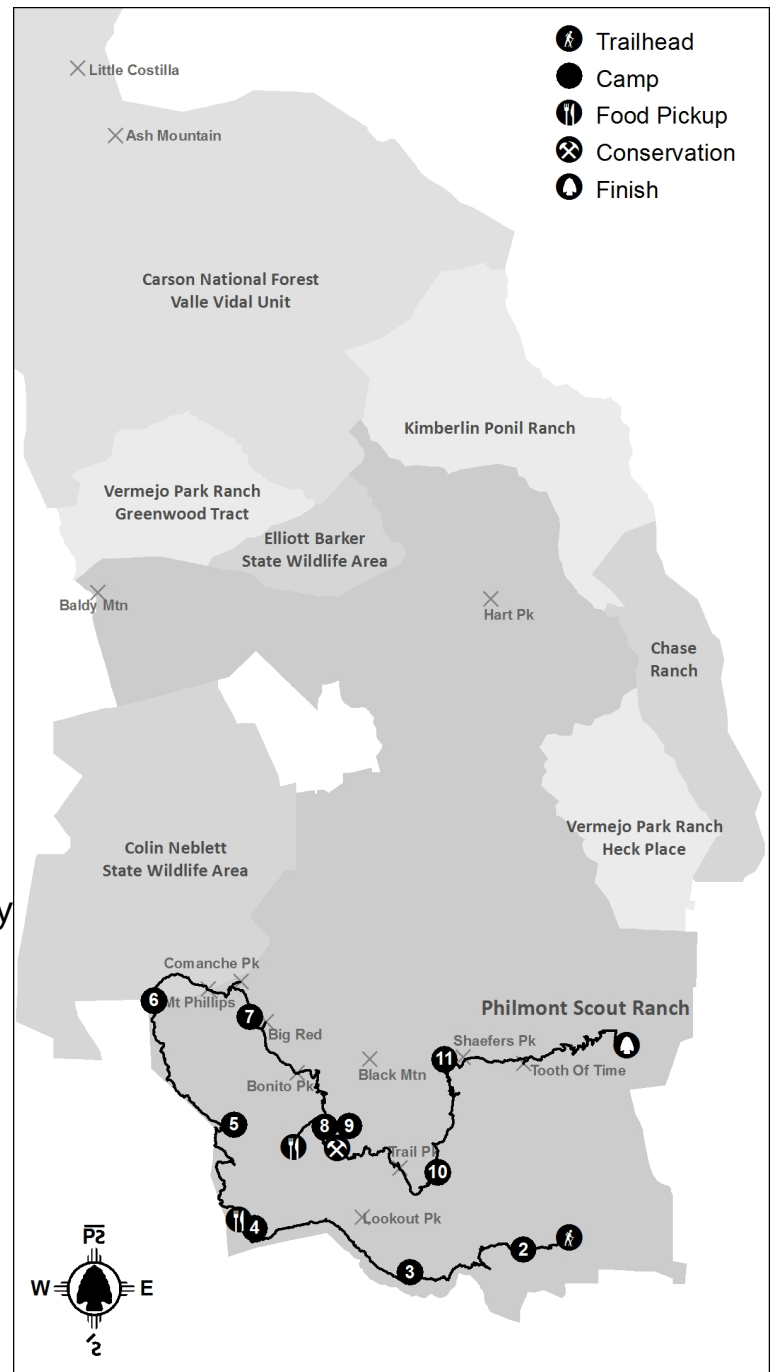 Trailhead
Camp
Food Pickup
Conservation
Finish
Little Costilla
Ash Mountain
Carson National Forest
Valle Vidal Unit
Kimberlin Ponil Ranch
Vermejo Park Ranch
Greenwood Tract
Elliott Barker
State Wildlife Area
Baldy Mtn
Hart Pk
Chase
Ranch
Vermejo Park Ranch
Heck Place
Colin Neblett
State Wildlife Area
y
Comanche Pk
6
Mt Phillips
7
Big Red
Philmont Scout Ranch
Shaefers Pk
11
Tooth Of Time
Black Mtn
Bonito Pk
5
8
9
Trail Pk
10
Lookout Pk
4
2
3
W
E